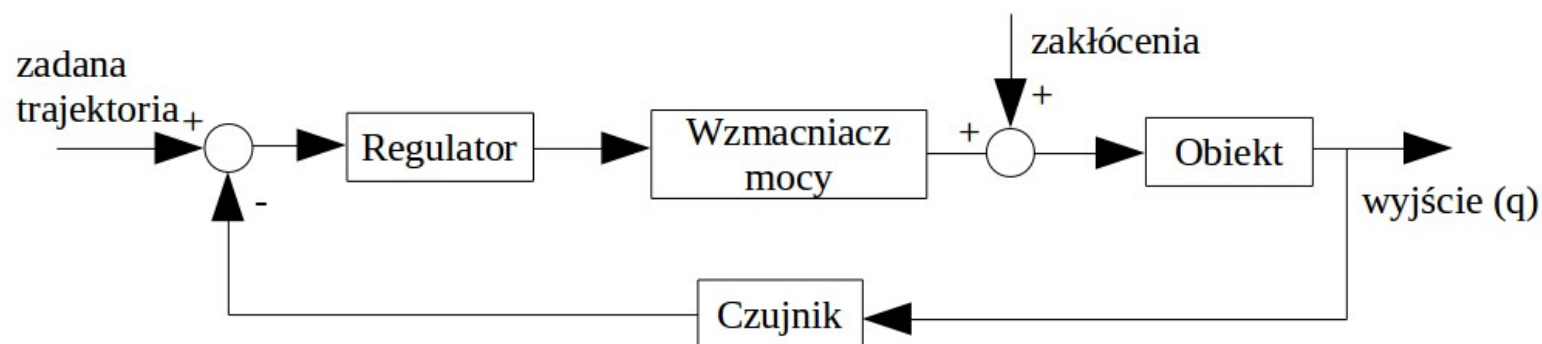 zadana
trajektoria
+
-
Regulator
Wzmacniacz
mocy
+
zakłócenia
+
Obiekt
wyjście (q)
Czujnik